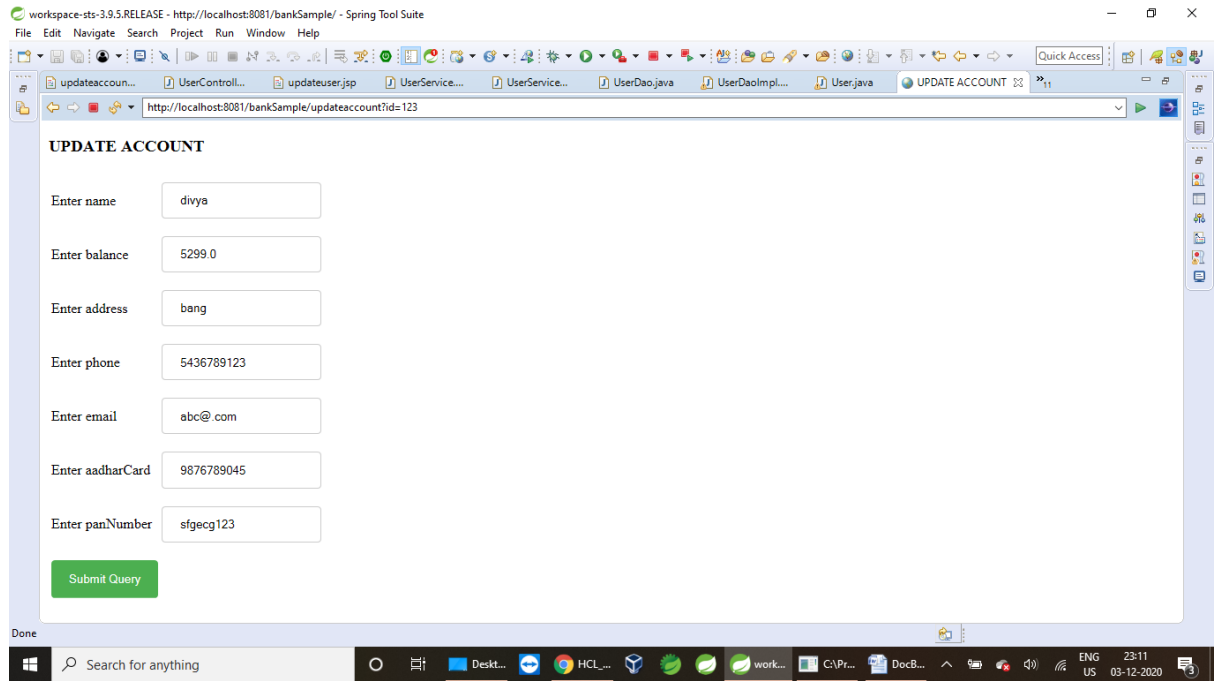 workspace-sts-3.9.5.RELEASE - http://localhost:8081/bankSample/ - Spring Tool Suite
File Edit Navigate Search Project Run Window Help
Quick Access
updateaccoun... UserControll... updateuser.jsp UserService.... UserService... UserDao.java UserDaoImpl.... User.java UPDATE ACCOUNT »11
http://localhost:8081/bankSample/updateaccount?id=123
UPDATE ACCOUNT
Enter name divya
Enter balance 5299.0
Enter address bang
Enter phone 5436789123
Enter email abc@.com
Enter aadharCard 9876789045
Enter panNumber sfgecg123
Submit Query
Done
Search for anything Deskt... HCL_... work... C:\Pr... DocB... ENG 23:11
US 03-12-2020 3